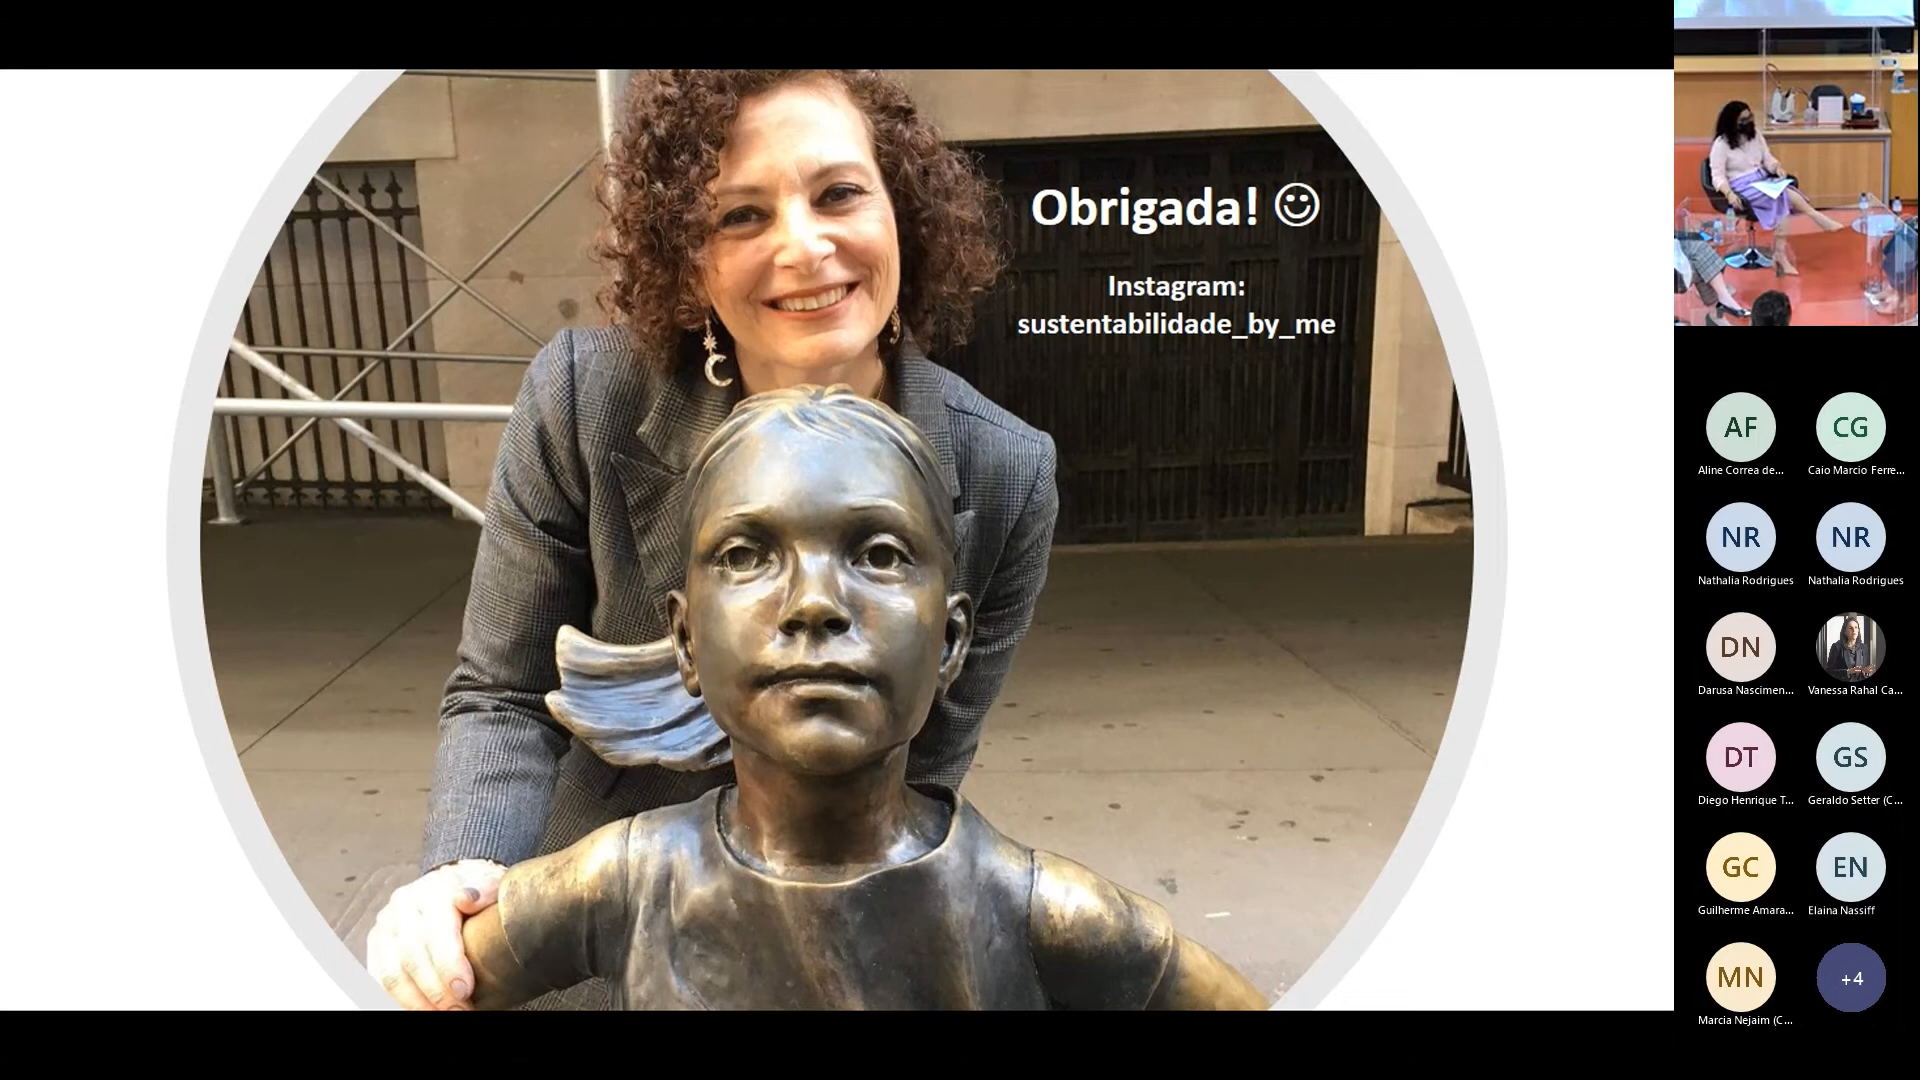 Obrigada!
Instagram:
sustentabilidade_by_me
AF
CG
Aline Correa de...
Caio Marcio Ferre...
NR
NR
Nathalia Rodrigues
Nathalia Rodrigues
DN
Darusa Nascimen...
Vanessa Rahal Ca...
DT
GS
Diego Henrique T...
Geraldo Setter (C...
GC
EN
Guilherme Amara...
Elaina Nassiff
MN
+4
Marcia Nejaim (C...